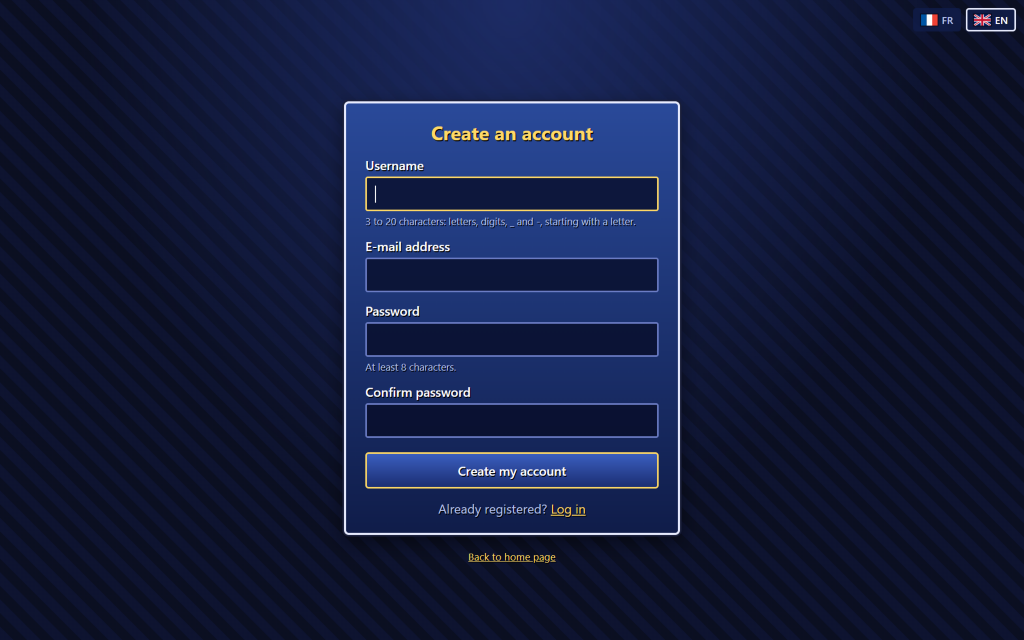 FR
EN
Create an account
Username
3 to 20 characters: letters, digits, _ and -, starting with a letter.
E-mail address
Password
At least 8 characters.
Confirm password
Create my account
Already registered? Log in
Back to home page